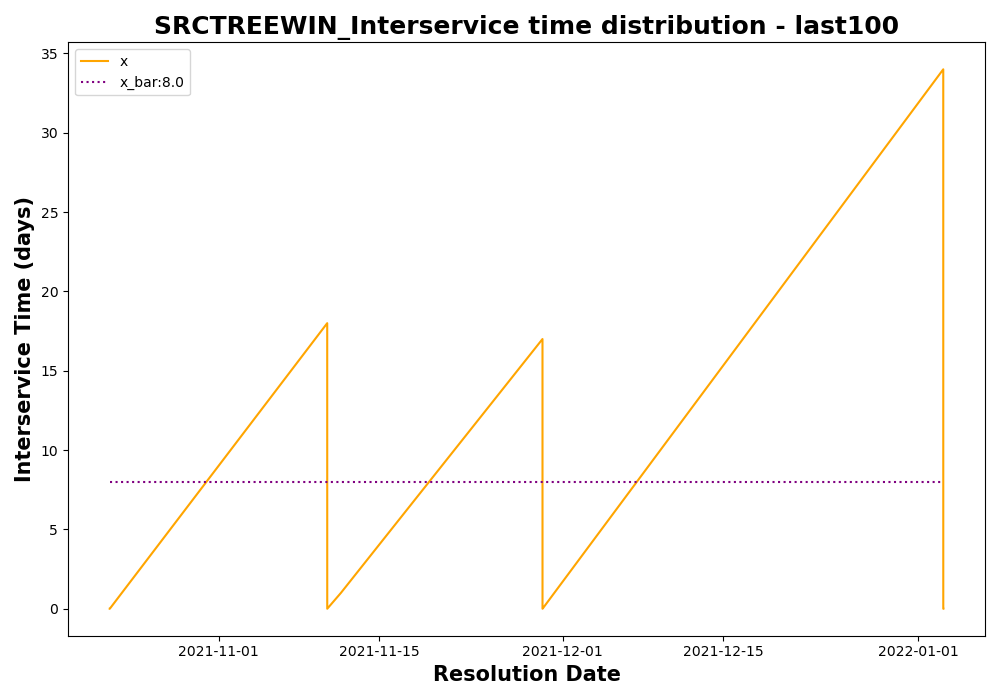 SRCTREEWIN_Interservice time distribution - last100
x
x_bar:8.0
Interservice Time (days)
35
30
25
20
15
10
5
0
2021-11-01
2021-11-15
2021-12-01
2021-12-15
2022-01-01
Resolution Date